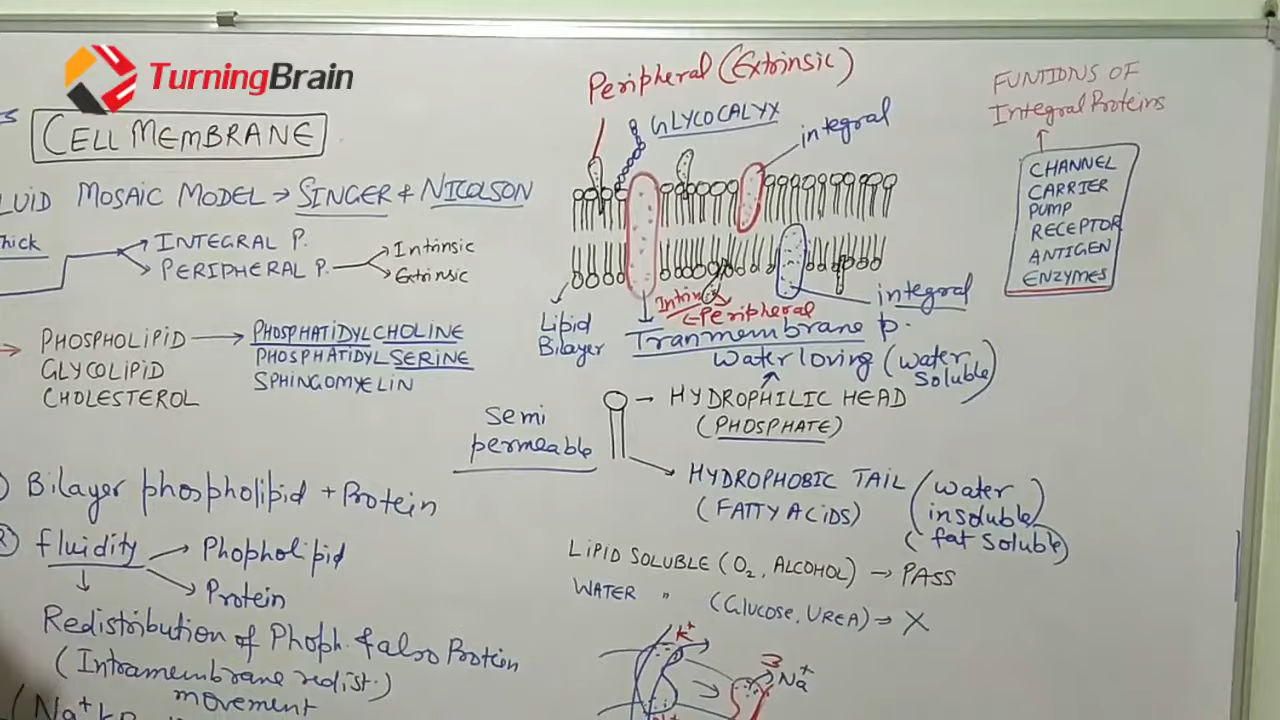 TurningBrain
CELL MEMBRANE
LUID MOSAIC MODEL → SINGER & NICOLSON
hick
INTEGRAL P.
PERIPHERAL P.
Intrinsic
Extrinsic
PHOSPHOLIPID → PHOSPHATIDYLCHOLINE
GLYCOLIPID PHOSPHATIDYLSERINE
CHOLESTEROL SPHINGOMYELIN
Bilayer phospholipid + Protein
fluidity → Phopholipid
→ Protein
Redistribution of Phoph. & also Protein
(Intramembrane redist.)
movement
(Na+
Peripheral (Extrinsic)
GLYCOCALYX
integral
Lipid
Bilayer
Intrinsic
Peripheral
integral
Tranmembrane p.
Water loving (water
soluble)
Semi
permeable
→ HYDROPHILIC HEAD
(PHOSPHATE)
→ HYDROPHOBIC TAIL (water
(FATTY ACIDS) insoluble)
(fat Soluble)
LIPID SOLUBLE (O2, ALCOHOL) → PASS
WATER " (Glucose, UREA) → X
K+
3
Na+
FUNTIONS OF
Integral Proteins
CHANNEL
CARRIER
PUMP
RECEPTOR
ANTIGEN
ENZYMES